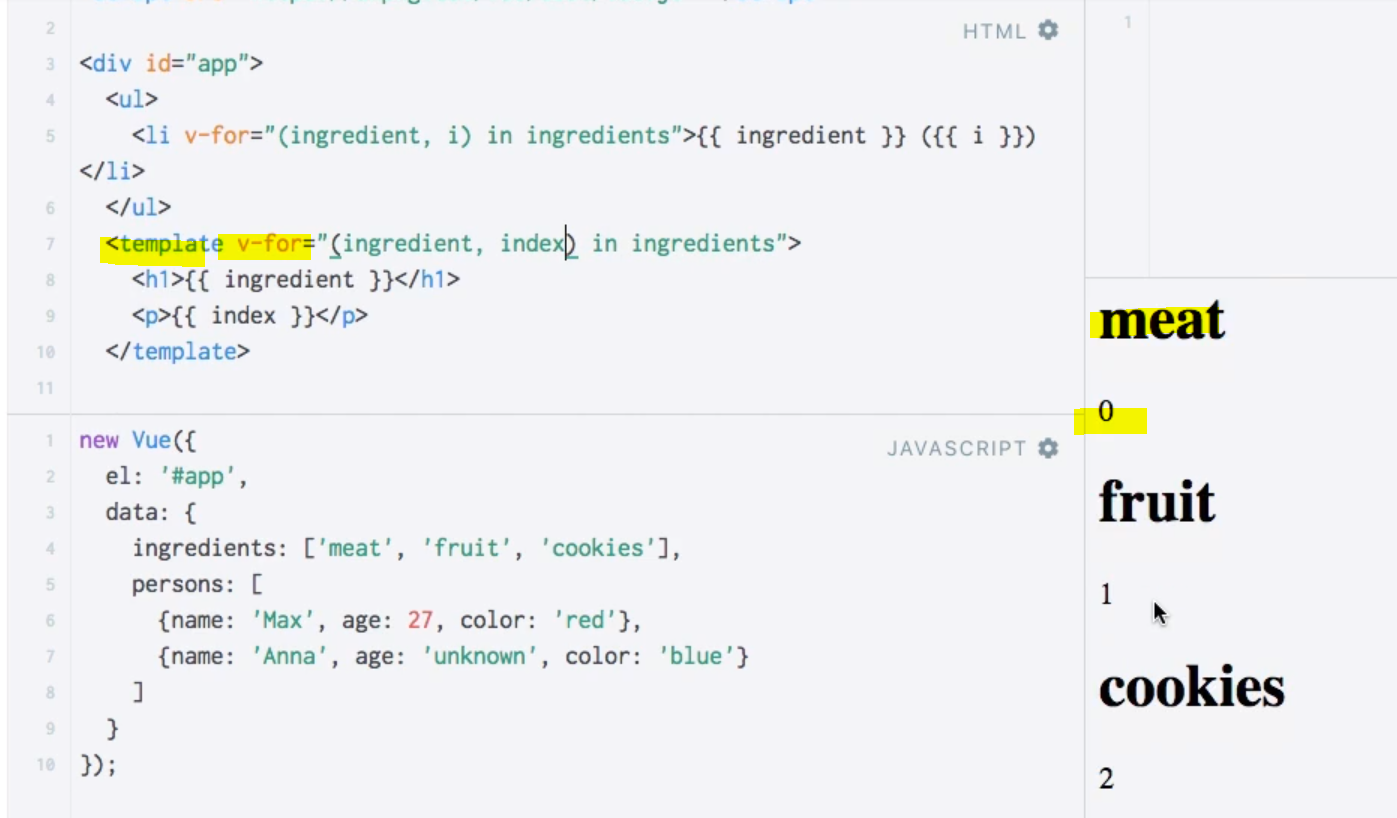 2
HTML
3 <div id="app">
4 <ul>
5 <li v-for="(ingredient, i) in ingredients">{{ ingredient }} ({{ i }})
</li>
6 </ul>
7 <template v-for="(ingredient, index) in ingredients">
8 <h1>{{ ingredient }}</h1>
9 <p>{{ index }}</p>
10 </template>
11
JAVASCRIPT
1 new Vue({
2 el: '#app',
3 data: {
4 ingredients: ['meat', 'fruit', 'cookies'],
5 persons: [
6 {name: 'Max', age: 27, color: 'red'},
7 {name: 'Anna', age: 'unknown', color: 'blue'}
8 ]
9 }
10 });
1
meat
0
fruit
1
cookies
2